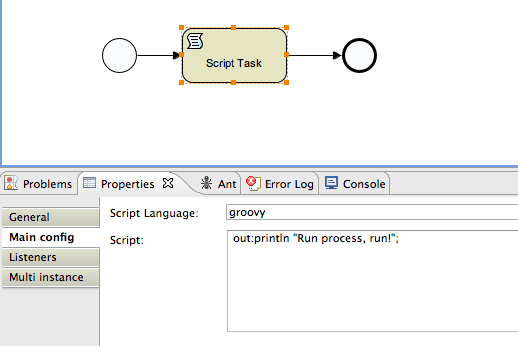 Script Task
Problems Properties Ant Error Log Console
General
Main config
Listeners
Multi instance
Script Language: groovy
Script: out:println "Run process, run!";